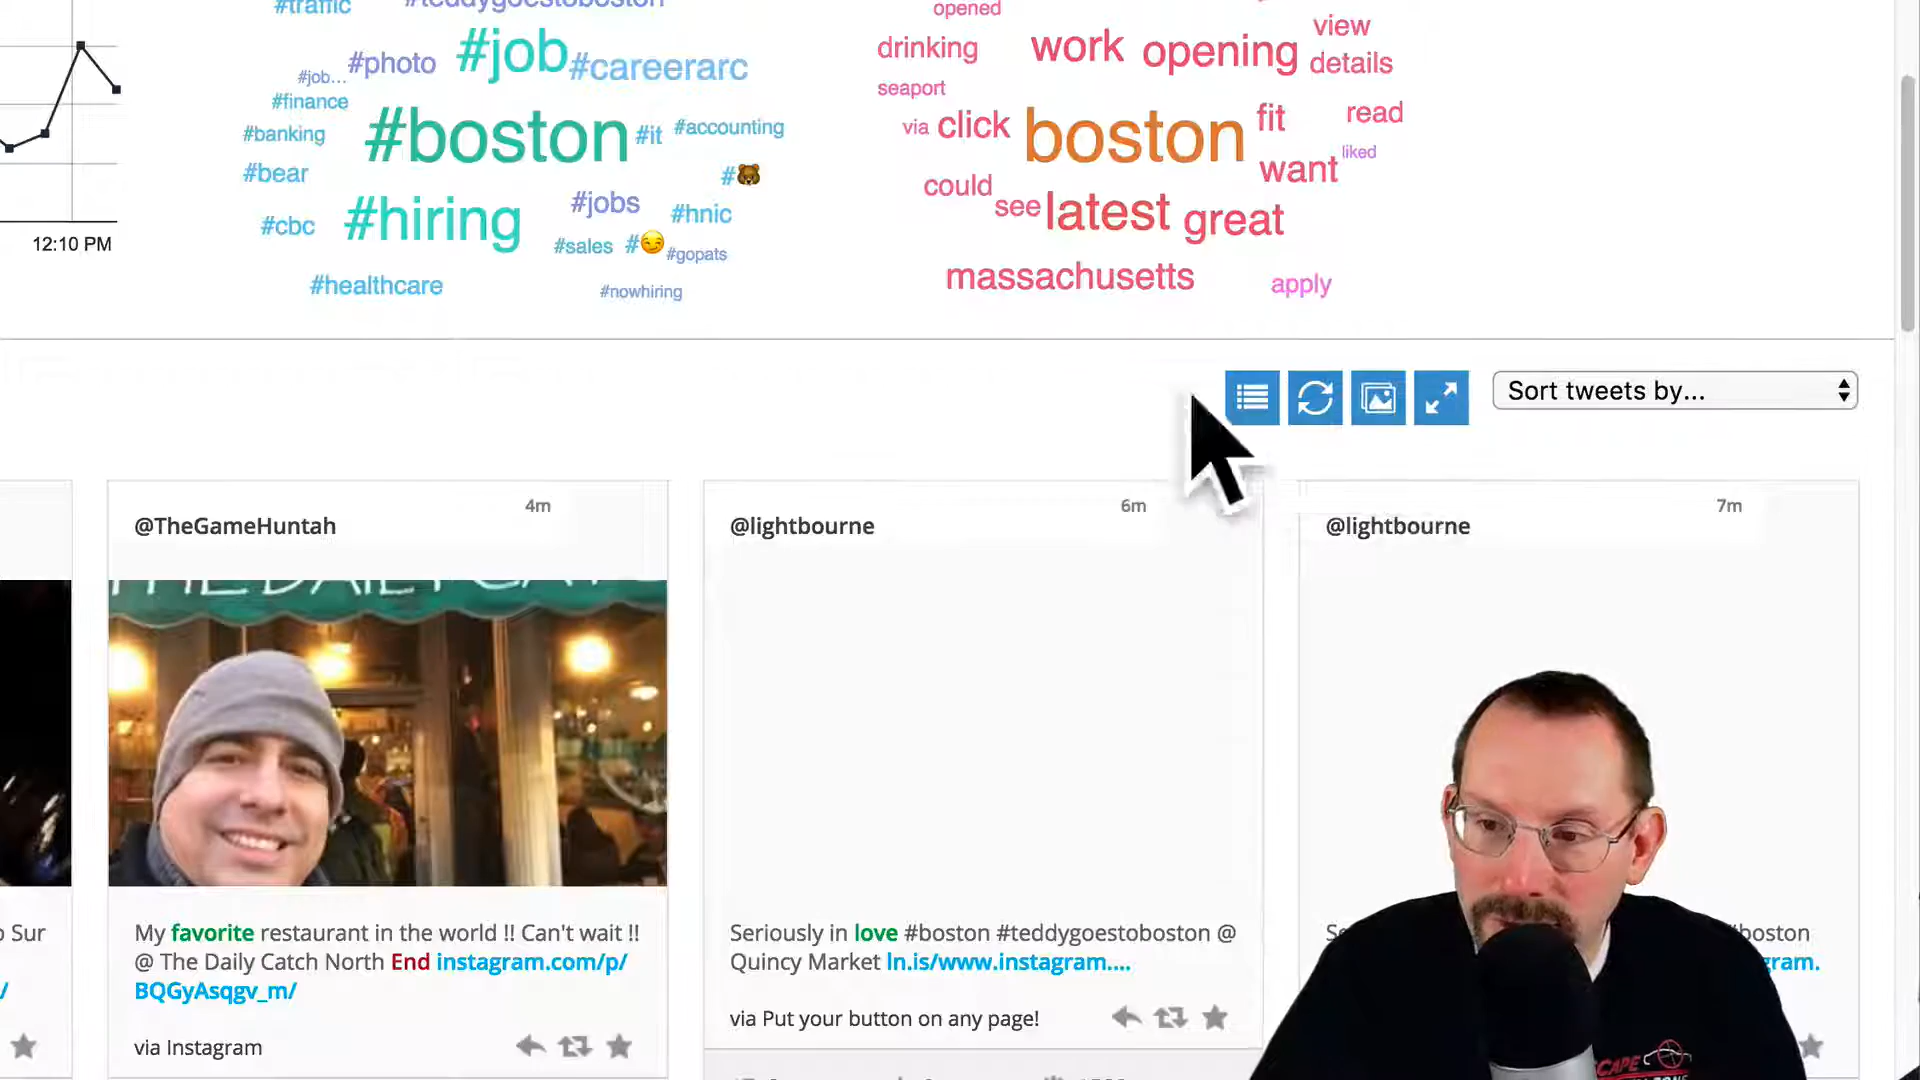 #traffic
#teddygoestoboston
#photo
#job
#careerarc
#job...
#finance
#banking
#boston
#it
#accounting
#bear
#🐻
#cbc
#hiring
#jobs
#hnic
#sales
#😏
#gopats
#healthcare
#nowhiring
12:10 PM
opened
drinking
work
opening
view
details
seaport
via
click
boston
fit
read
want
liked
could
see
latest
great
massachusetts
apply
Sort tweets by...
@TheGameHuntah
4m
THE DAILY CATC
My favorite restaurant in the world !! Can't wait !!
@ The Daily Catch North End instagram.com/p/
BQGyAsqgv_m/
via Instagram
@lightbourne
6m
Seriously in love #boston #teddygoestoboston @
Quincy Market ln.is/www.instagram....
via Put your button on any page!
@lightbourne
7m
boston
gram.
Sur
/